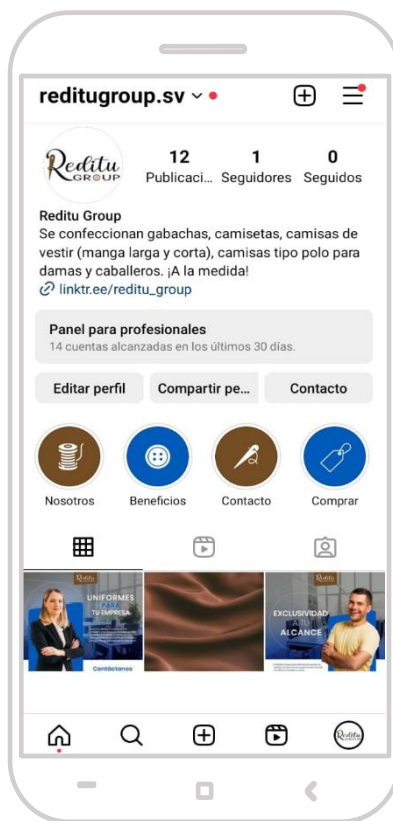 reditugroup.sv
Reditu
GROUP
12 1 0
Publicaci... Seguidores Seguidos
Reditu Group
Se confeccionan gabachas, camisetas, camisas de
vestir (manga larga y corta), camisas tipo polo para
damas y caballeros. ¡A la medida!
linktr.ee/reditu_group
Panel para profesionales
14 cuentas alcanzadas en los últimos 30 días.
Editar perfil Compartir pe... Contacto
Nosotros Beneficios Contacto Comprar
Reditu
UNIFORMES
PARA
TU EMPRESA
Contáctanos
Reditu
EXCLUSIVIDAD
A TU
ALCANCE
Reditu